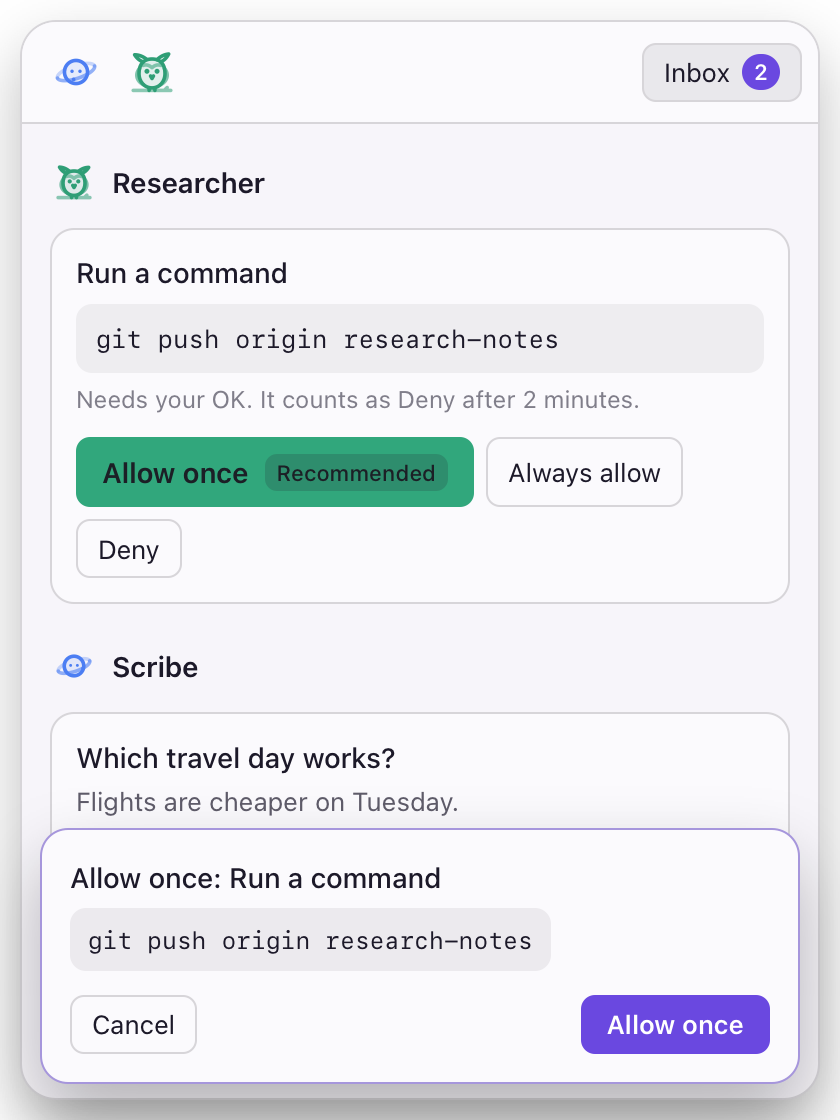 Inbox 2
Researcher
Run a command
git push origin research-notes
Needs your OK. It counts as Deny after 2 minutes.
Allow once Recommended Always allow
Deny
Scribe
Which travel day works?
Flights are cheaper on Tuesday.
Allow once: Run a command
git push origin research-notes
Cancel Allow once